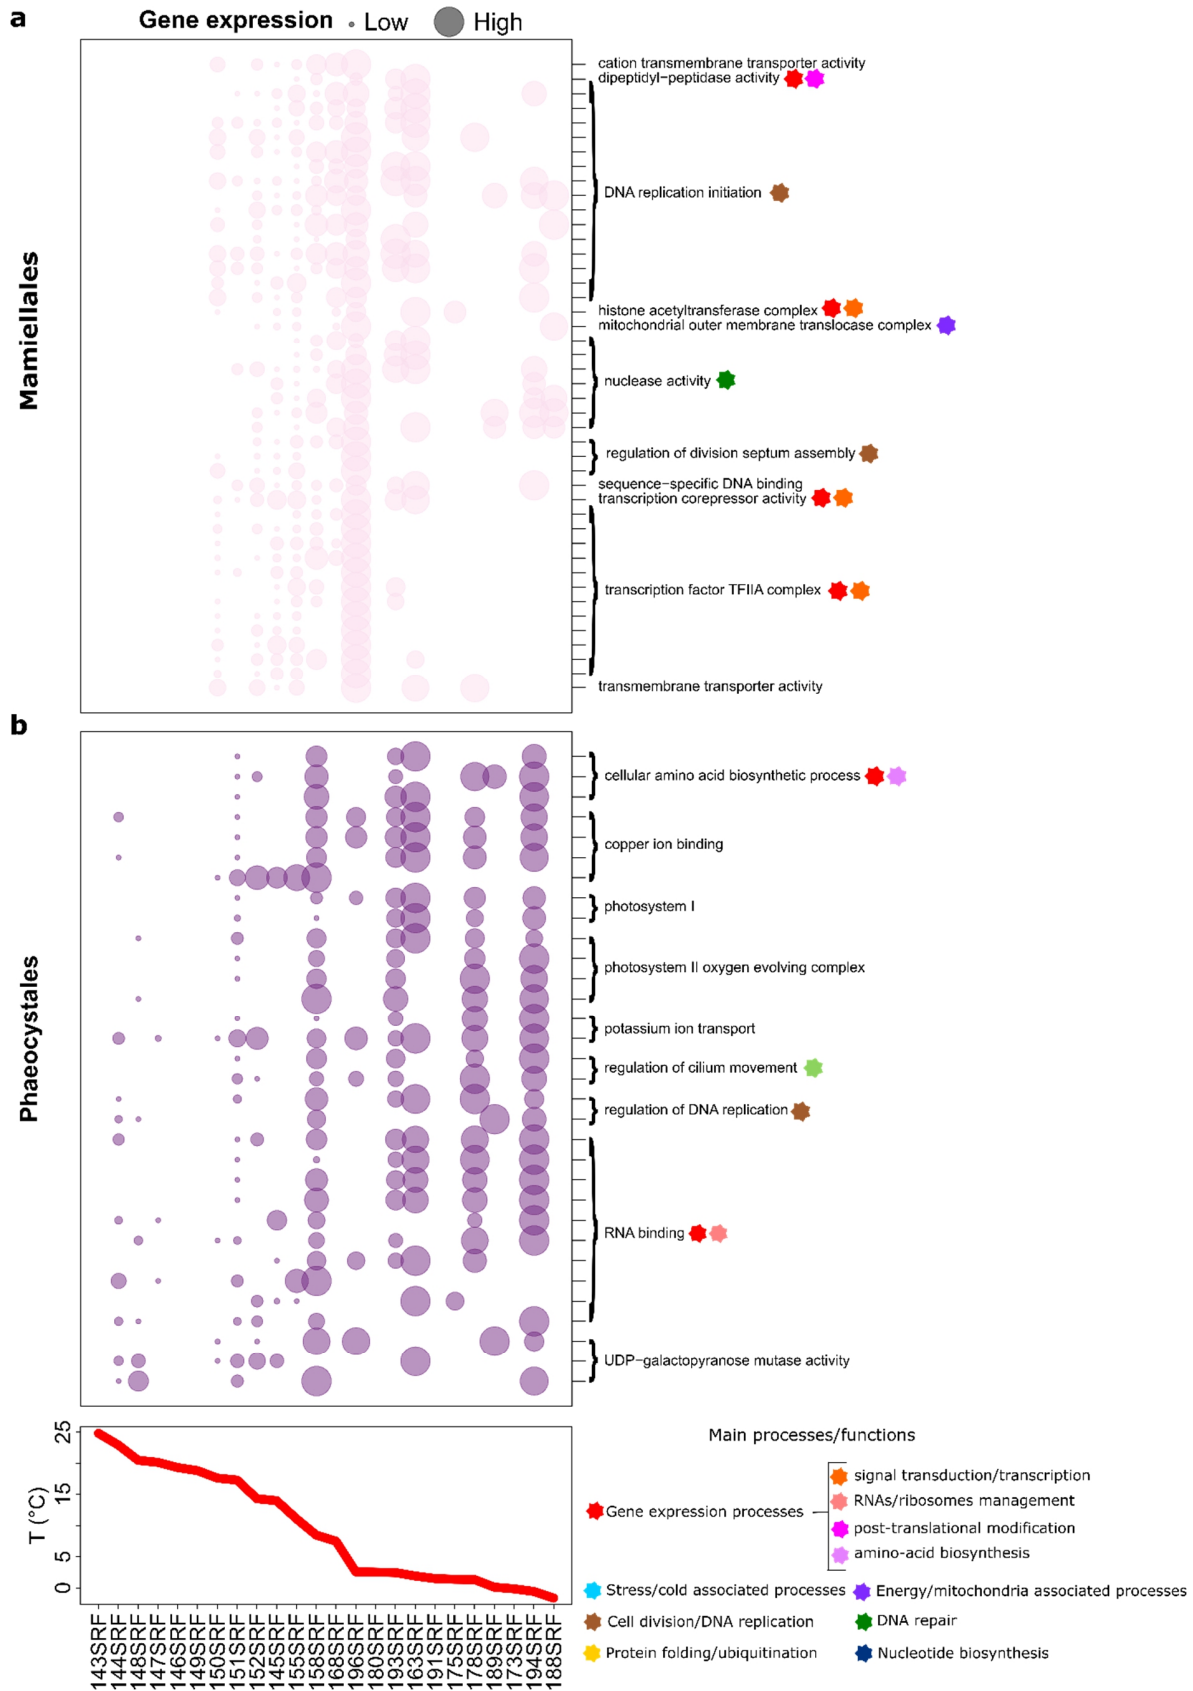 a
Gene expression Low High
Mamiellales
cation transmembrane transporter activity
dipeptidyl−peptidase activity
DNA replication initiation
histone acetyltransferase complex
mitochondrial outer membrane translocase complex
nuclease activity
regulation of division septum assembly
sequence−specific DNA binding
transcription corepressor activity
transcription factor TFIIA complex
transmembrane transporter activity
b
Phaeocystales
cellular amino acid biosynthetic process
copper ion binding
photosystem I
photosystem II oxygen evolving complex
potassium ion transport
regulation of cilium movement
regulation of DNA replication
RNA binding
UDP−galactopyranose mutase activity
T (°C)
25
15
5
0
143SRF
144SRF
148SRF
147SRF
146SRF
149SRF
150SRF
151SRF
152SRF
145SRF
155SRF
158SRF
168SRF
196SRF
180SRF
193SRF
163SRF
191SRF
175SRF
178SRF
189SRF
173SRF
194SRF
188SRF
Main processes/functions
Gene expression processes
signal transduction/transcription
RNAs/ribosomes management
post-translational modification
amino-acid biosynthesis
Stress/cold associated processes
Energy/mitochondria associated processes
Cell division/DNA replication
DNA repair
Protein folding/ubiquitination
Nucleotide biosynthesis